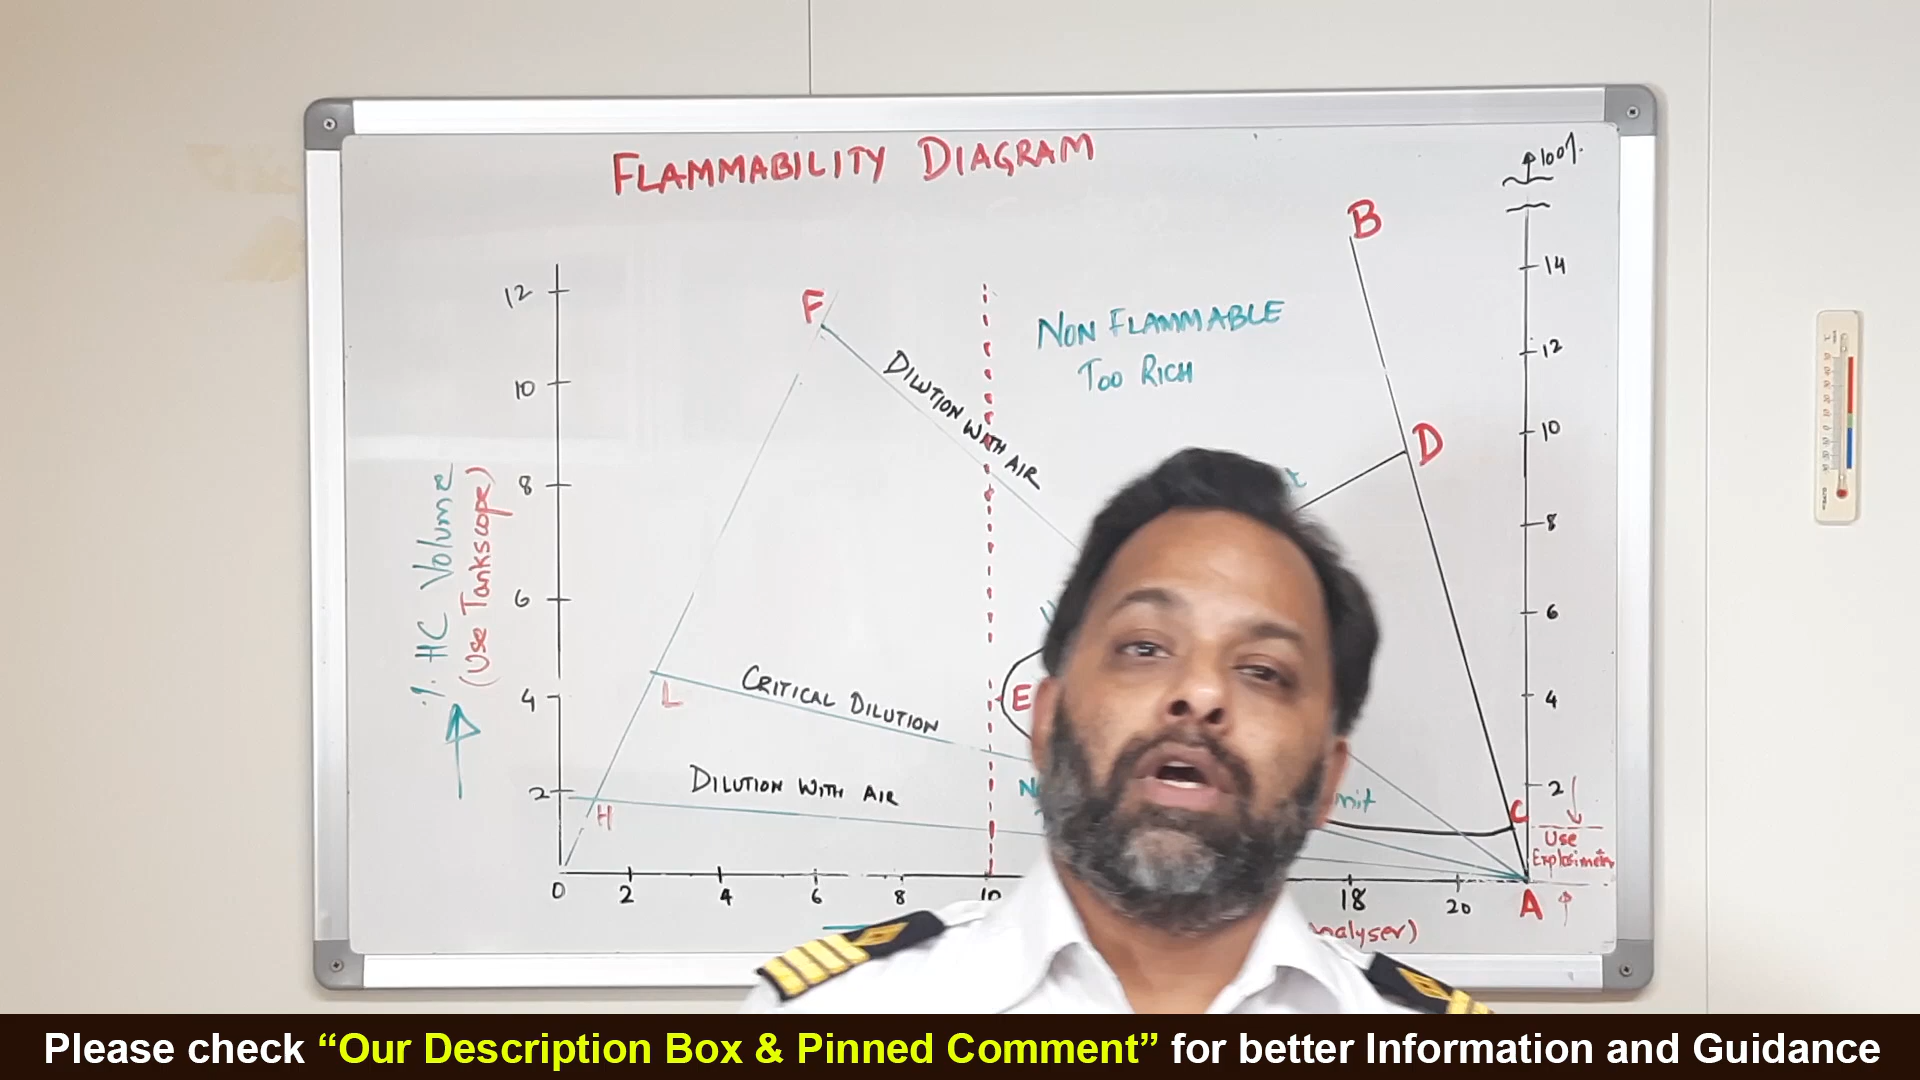 FLAMMABILITY DIAGRAM
100%
B
14
12
F
NON FLAMMABLE
TOO RICH
12
10
DILUTION WITH AIR
D
10
8
8
% HC Volume
(Use Tankscope)
6
6
4
L
CRITICAL DILUTION
E
4
2
H
DILUTION WITH AIR
C
2
Use
Explosimeter
0
2
4
6
8
10
18
20
A
Please check “Our Description Box & Pinned Comment” for better Information and Guidance